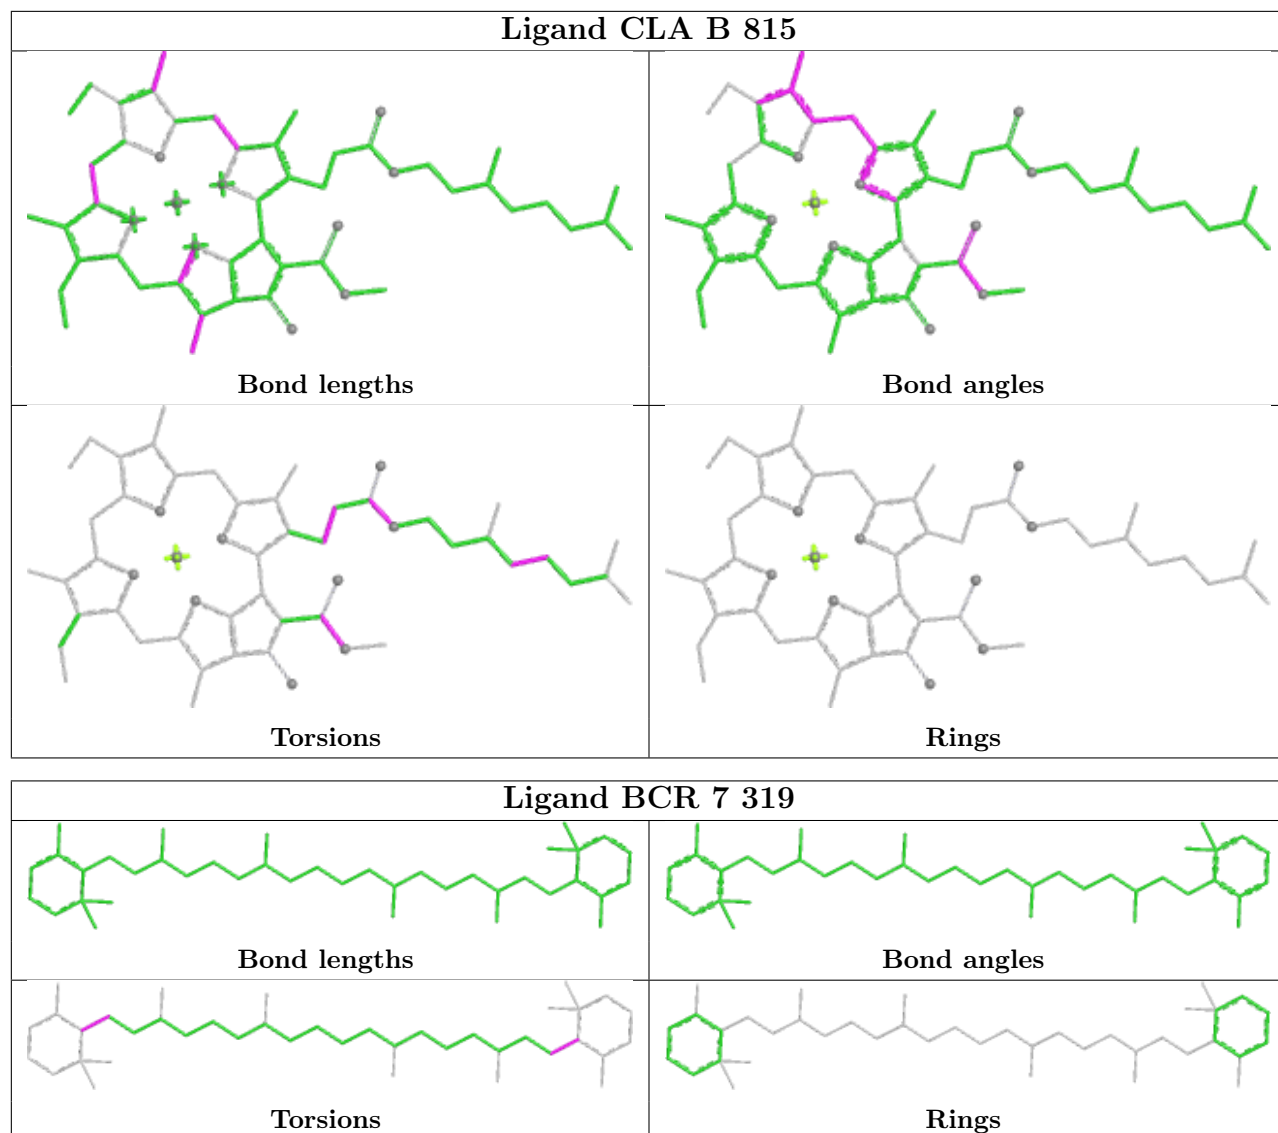 Ligand CLA B 815
Bond lengths
Bond angles
Torsions
Rings
Ligand BCR 7 319
Bond lengths
Bond angles
Torsions
Rings